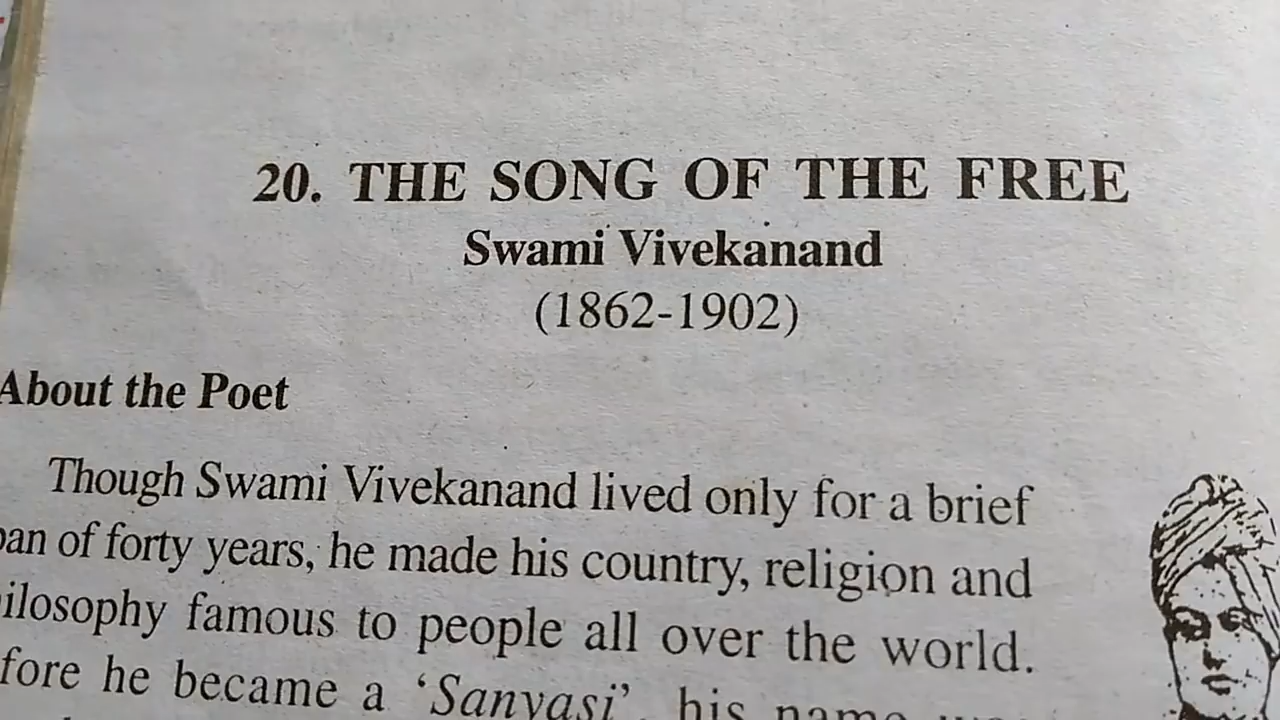 20. THE SONG OF THE FREE
Swami Vivekanand
(1862-1902)
About the Poet
Though Swami Vivekanand lived only for a brief
of forty years, he made his country, religion and
famous to people all over the world.
he became a ‘Sanyasi’, his name